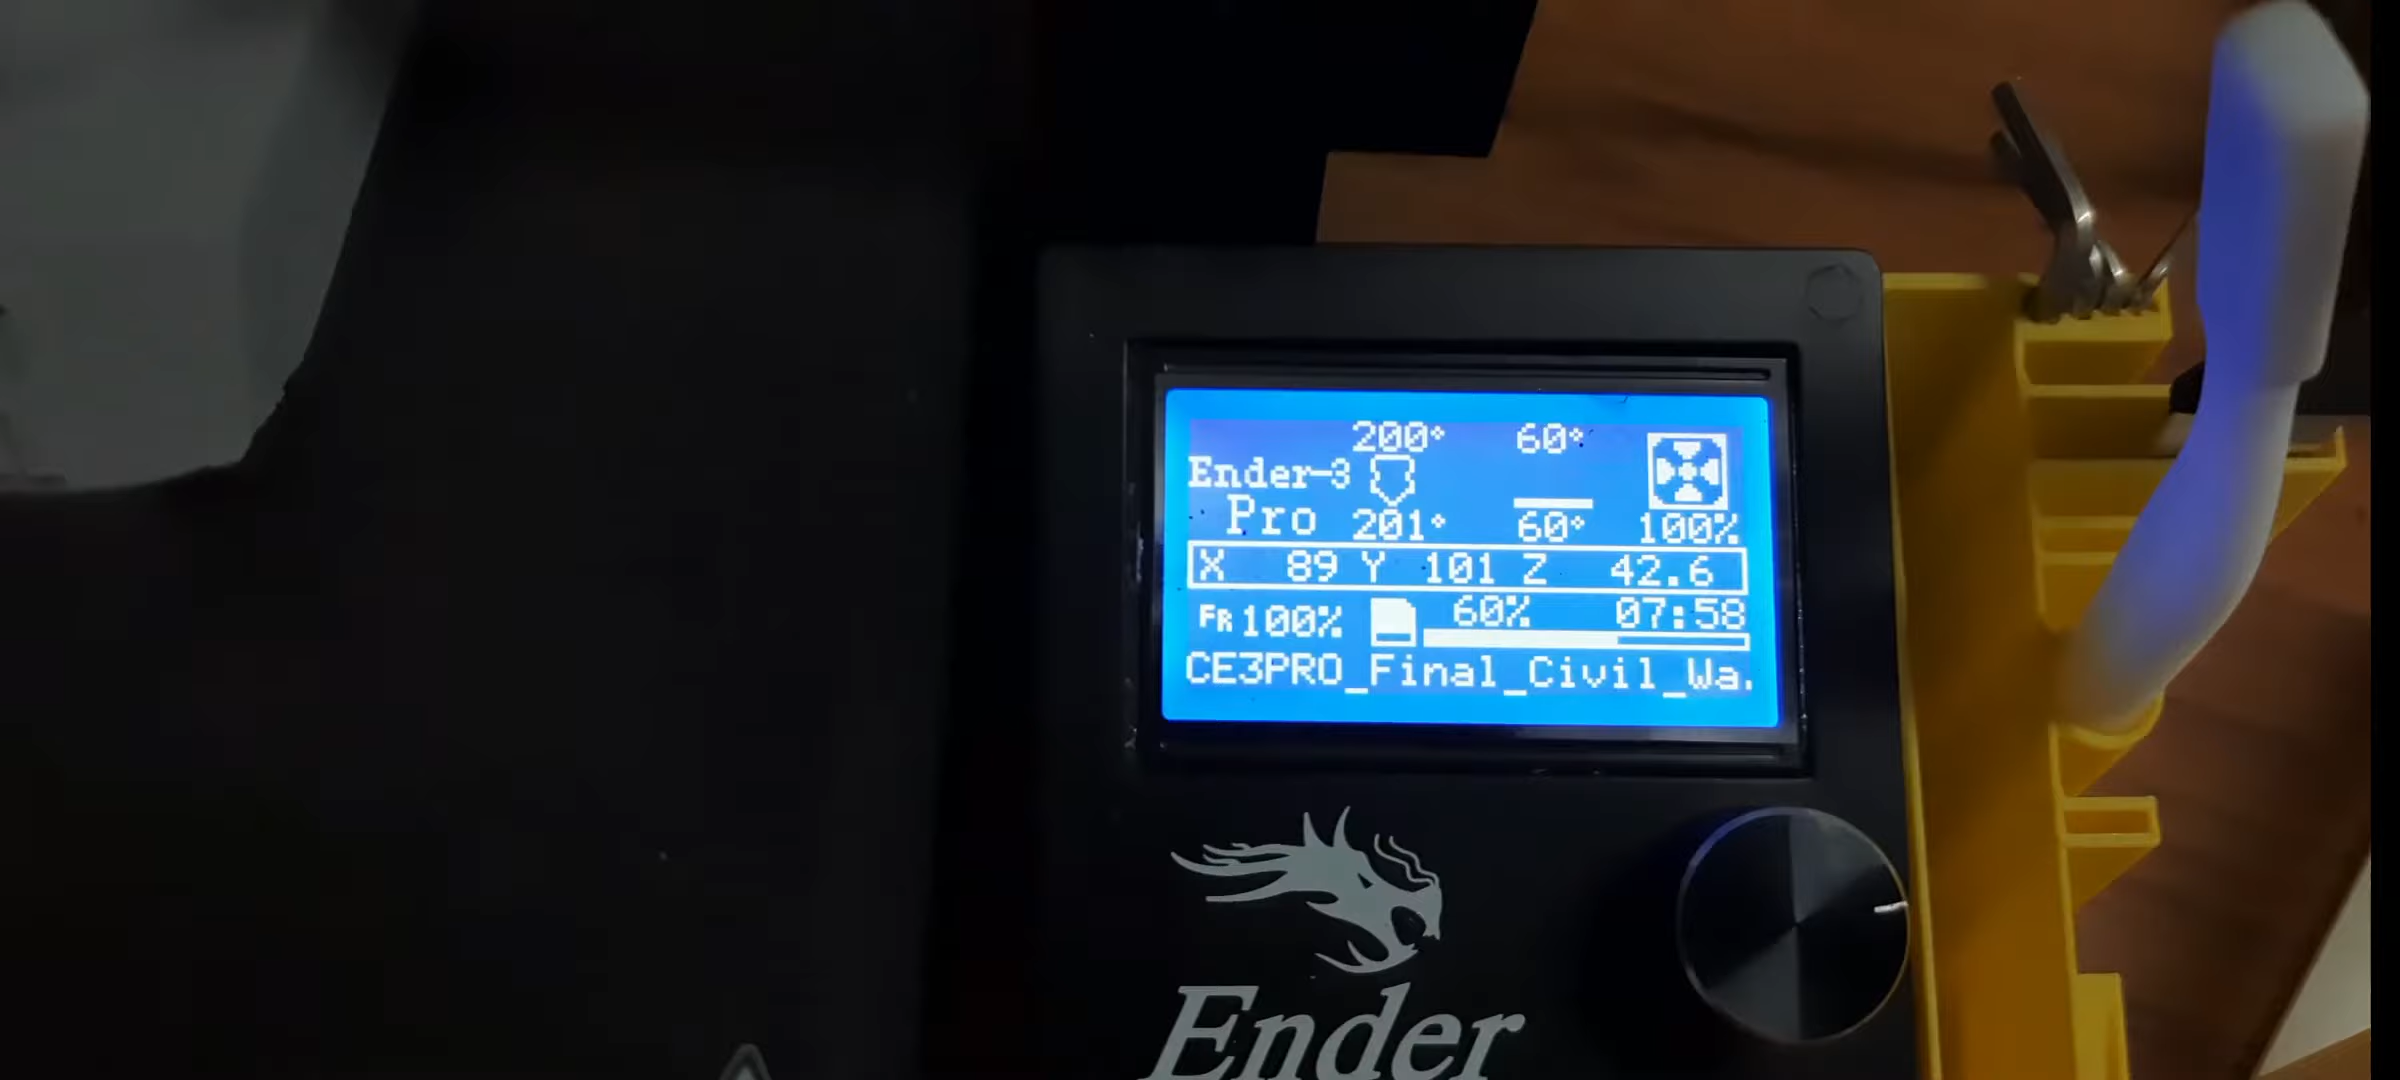 200° 60°
Ender-3
Pro 201° 60° 100%
X 89 Y 101 Z 42.6
FR 100% 60% 07:58
CE3PRO_Final_Civil_Wa.
Ender